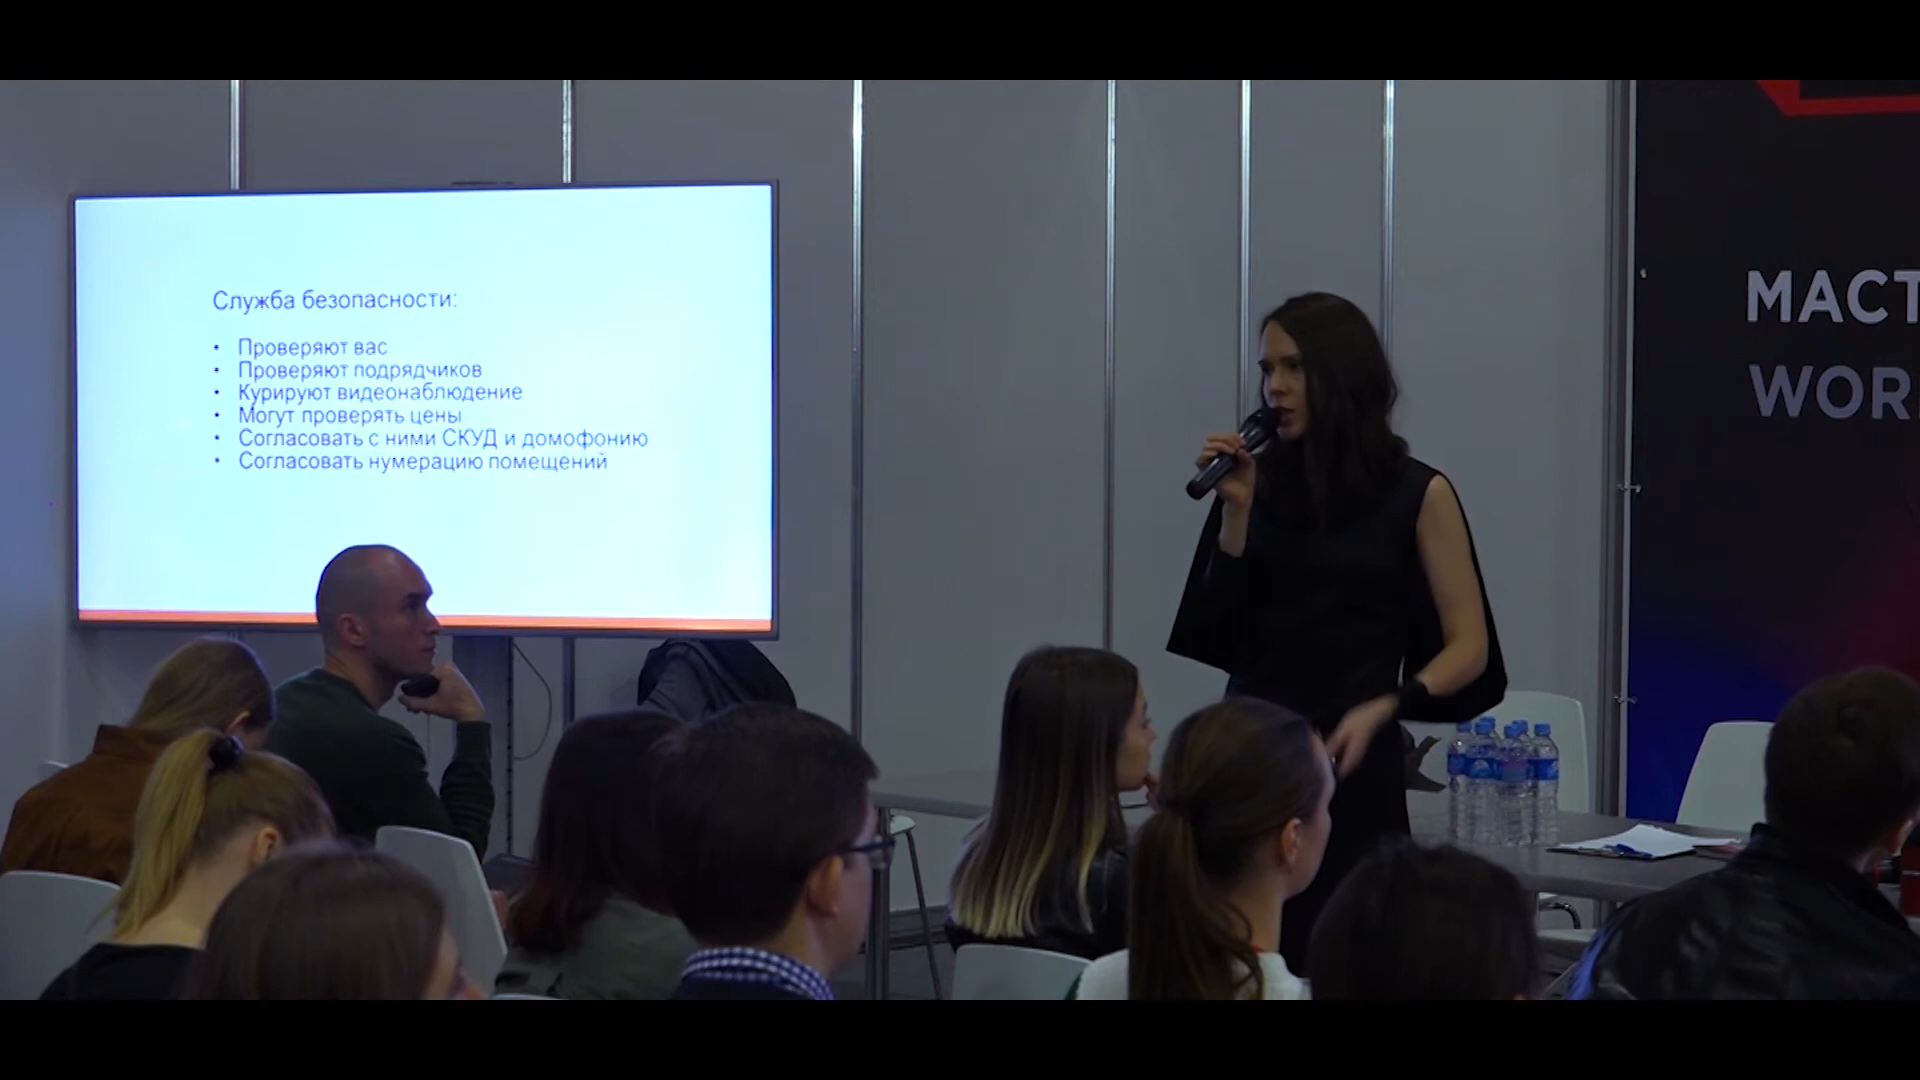 Служба безопасности:
• Проверяют вас
• Проверяют подрядчиков
• Курируют видеонаблюдение
• Могут проверять цены
• Согласовать с ними СКУД и домофонию
• Согласовать нумерацию помещений
МАСТ
WOR